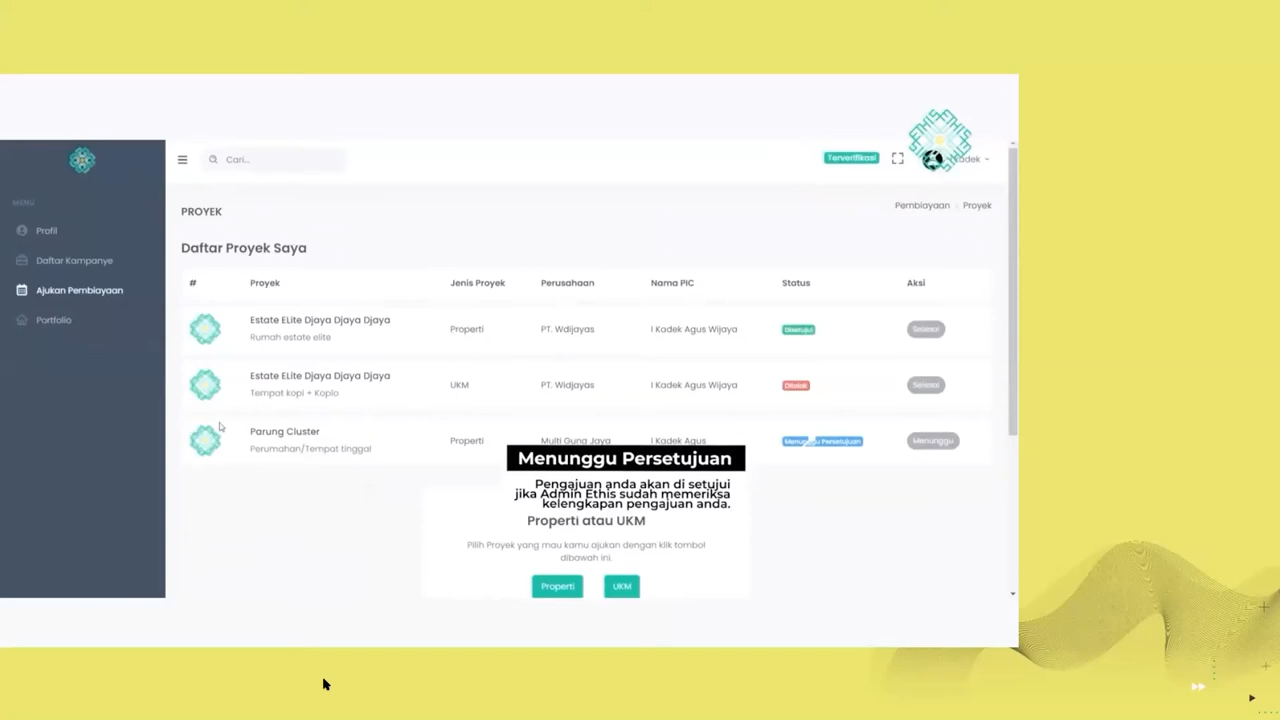 ETHIS
Cari...
Terverifikasi
Kadek
MENU
Profil
Daftar Kampanye
Ajukan Pembiayaan
Portfolio
PROYEK
Pembiayaan
Proyek
Daftar Proyek Saya
# Proyek Jenis Proyek Perusahaan Nama PIC Status Aksi
Estate ELite Djaya Djaya Djaya
Rumah estate elite
Properti PT. Wdijayas I Kadek Agus Wijaya Disetujui Selesai
Estate ELite Djaya Djaya Djaya
Tempat kopi + Koplo
UKM PT. Widjayas I Kadek Agus Wijaya Ditolak Selesai
Parung Cluster
Perumahan/Tempat tinggal
Properti Multi Guna Jaya I Kadek Agus Menunggu Persetujuan Menunggu
Menunggu Persetujuan
Pengajuan anda akan di setujui
jika Admin Ethis sudah memeriksa
kelengkapan pengajuan anda.
Properti atau UKM
Pilih Proyek yang mau kamu ajukan dengan klik tombol
dibawah ini.
Properti UKM